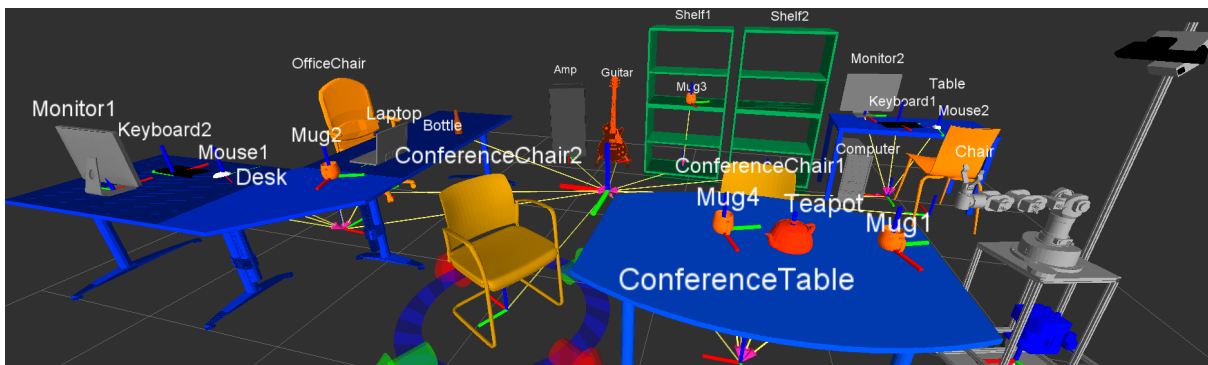 Shelf1
Shelf2
OfficeChair
Amp
Guitar
Monitor2
Table
Monitor1
Laptop
Mug3
Keyboard1
Mouse2
Keyboard2
Mug2
Bottle
Mouse1
Desk
ConferenceChair2
ConferenceChair1
Computer
Chair
Mug4
Teapot
Mug1
ConferenceTable